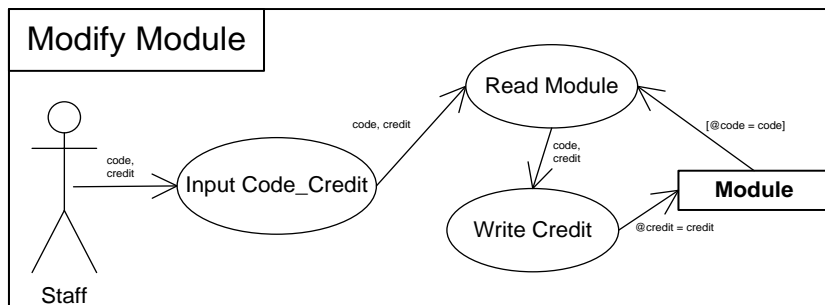 Modify Module
Read Module
code, credit
[@code = code]
code,
credit
code,
credit
Input Code_Credit
Module
Write Credit
@credit = credit
Staff